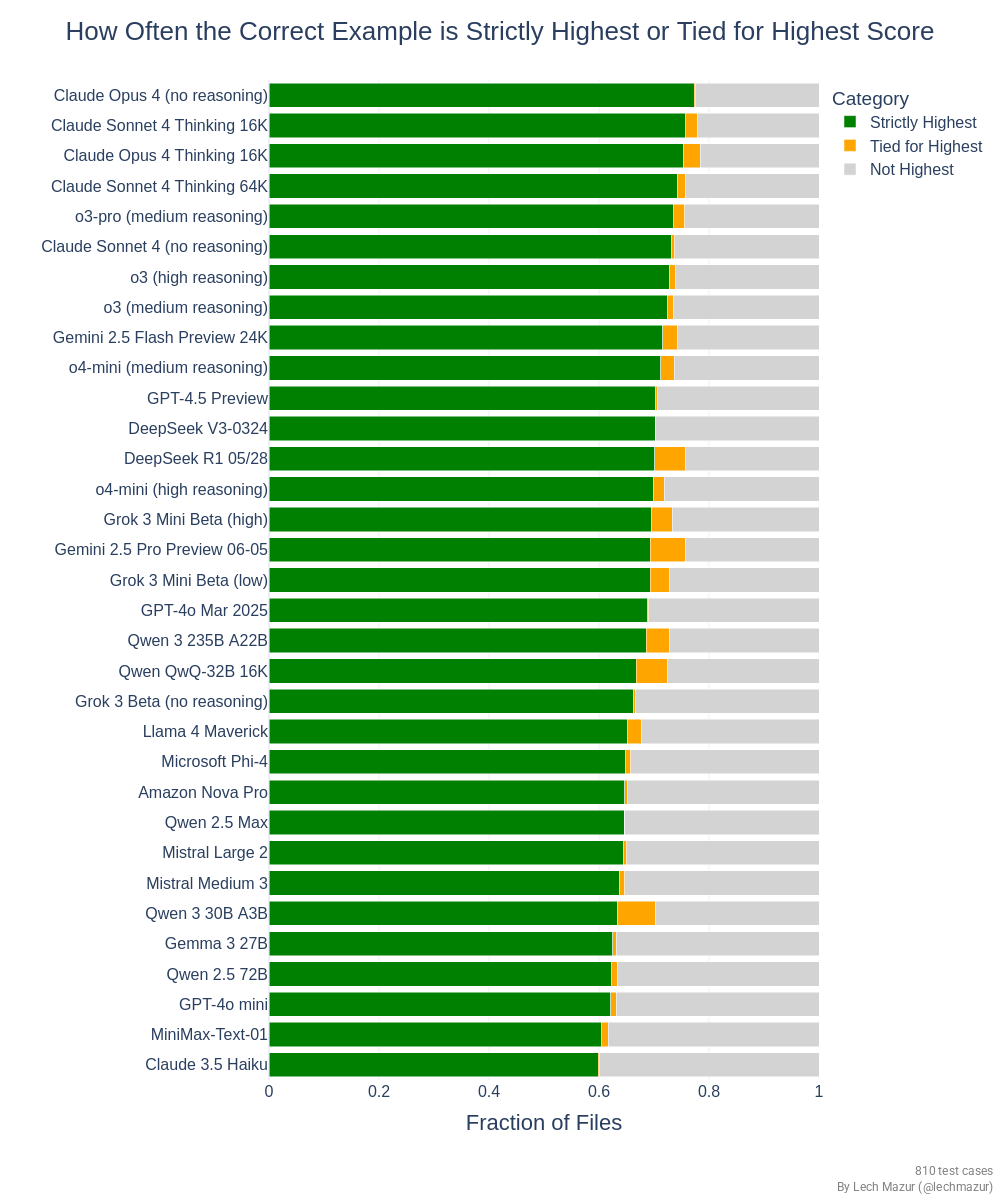 How Often the Correct Example is Strictly Highest or Tied for Highest Score
Category
Strictly Highest
Tied for Highest
Not Highest
Claude Opus 4 (no reasoning)
Claude Sonnet 4 Thinking 16K
Claude Opus 4 Thinking 16K
Claude Sonnet 4 Thinking 64K
o3-pro (medium reasoning)
Claude Sonnet 4 (no reasoning)
o3 (high reasoning)
o3 (medium reasoning)
Gemini 2.5 Flash Preview 24K
o4-mini (medium reasoning)
GPT-4.5 Preview
DeepSeek V3-0324
DeepSeek R1 05/28
o4-mini (high reasoning)
Grok 3 Mini Beta (high)
Gemini 2.5 Pro Preview 06-05
Grok 3 Mini Beta (low)
GPT-4o Mar 2025
Qwen 3 235B A22B
Qwen QwQ-32B 16K
Grok 3 Beta (no reasoning)
Llama 4 Maverick
Microsoft Phi-4
Amazon Nova Pro
Qwen 2.5 Max
Mistral Large 2
Mistral Medium 3
Qwen 3 30B A3B
Gemma 3 27B
Qwen 2.5 72B
GPT-4o mini
MiniMax-Text-01
Claude 3.5 Haiku
0 0.2 0.4 0.6 0.8 1
Fraction of Files
810 test cases
By Lech Mazur (@lechmazur)